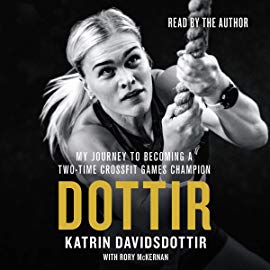 READ BY THE AUTHOR
MY JOURNEY TO BECOMING A
TWO-TIME CROSSFIT GAMES CHAMPION
DOTTIR
KATRIN DAVIDSDOTTIR
WITH RORY McKERNAN